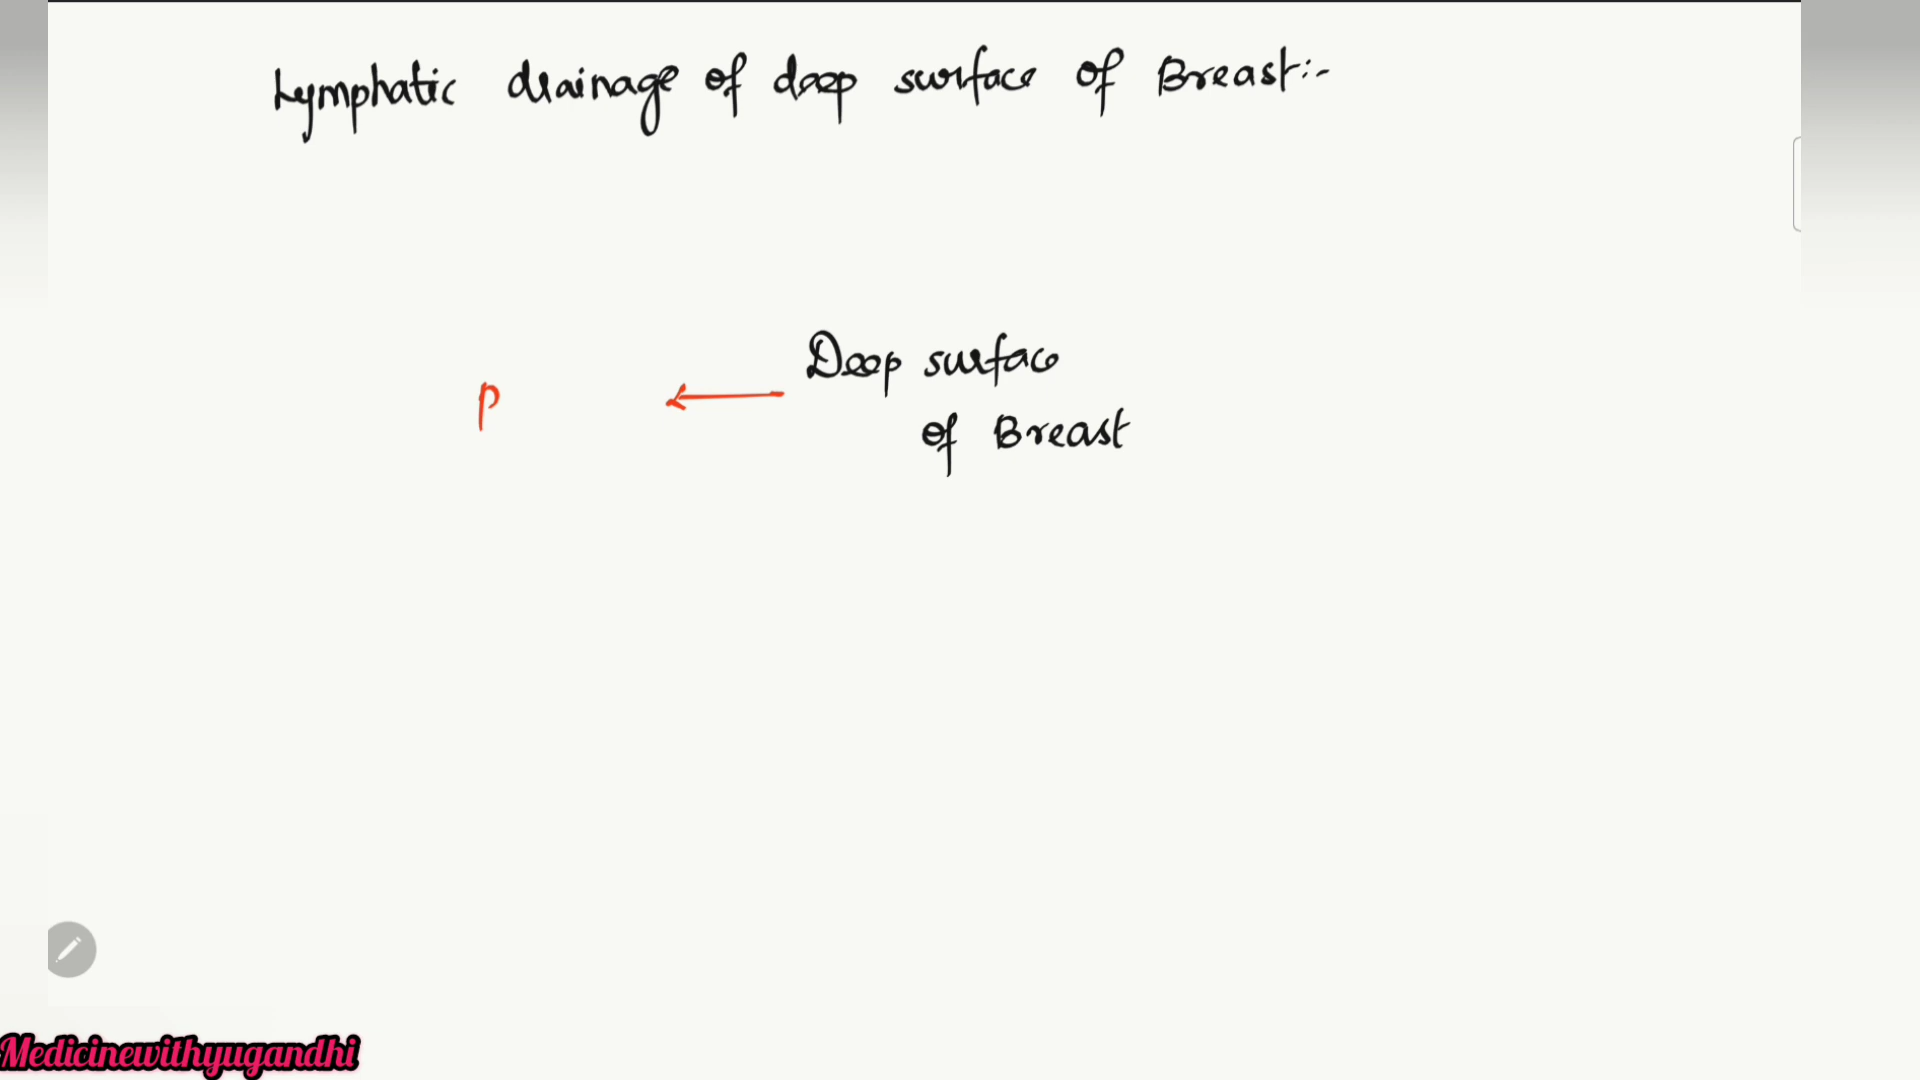 Lymphatic drainage of deep surface of Breast:-
Deep surface
p
of Breast
Medicinewithyugandhi